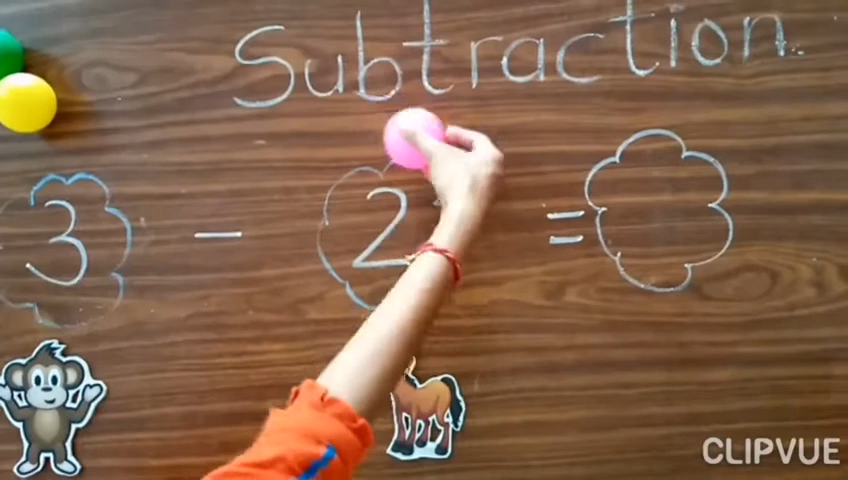 Subtraction
3 - 2 =
CLIPVUE